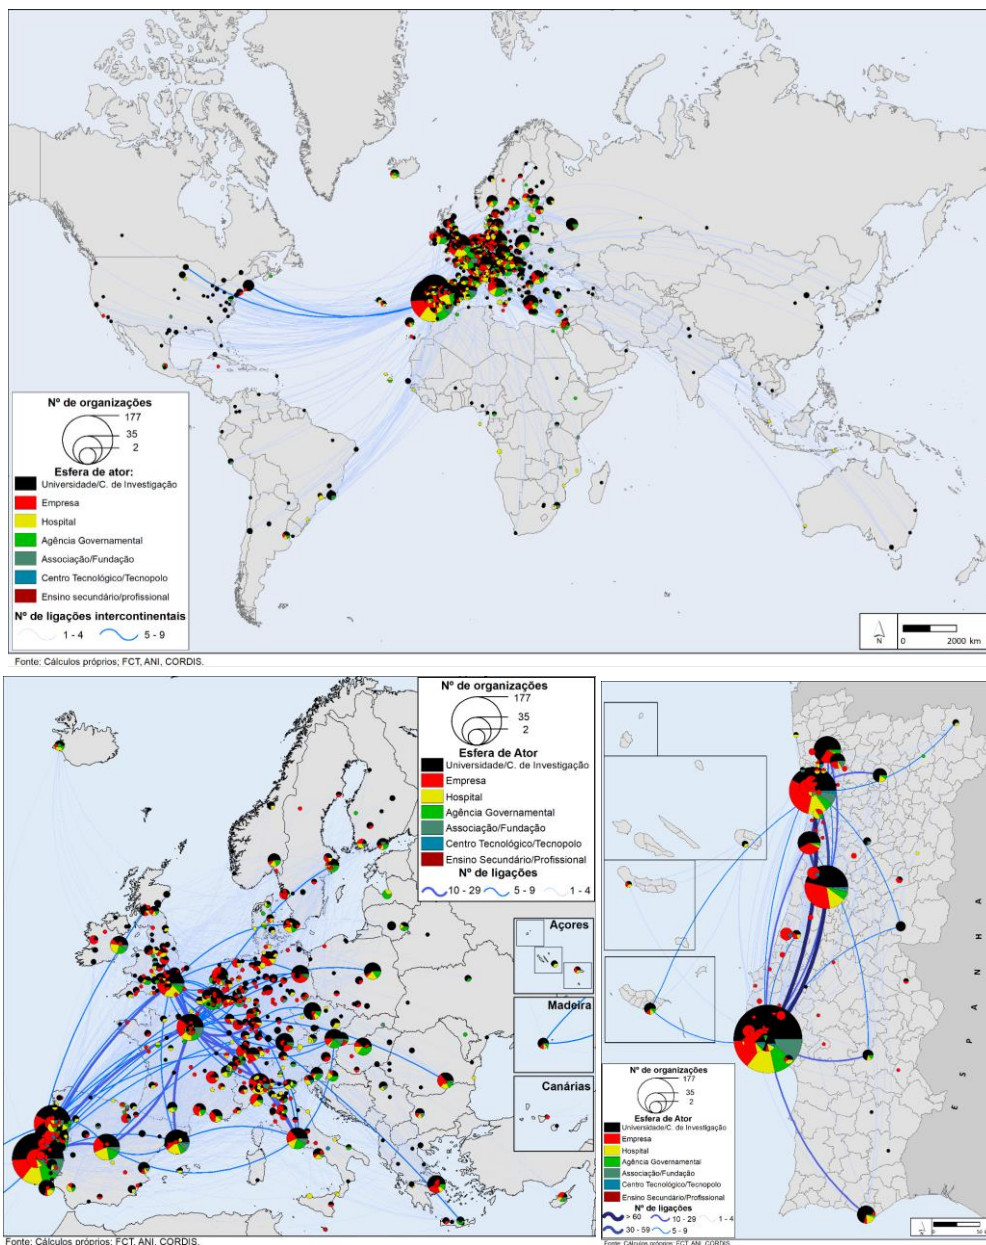 Nº de organizações
177
35
2
Esfera de ator:
Universidade/C. de Investigação
Empresa
Hospital
Agência Governamental
Associação/Fundação
Centro Tecnológico/Tecnopolo
Ensino secundário/profissional
Nº de ligações intercontinentais
1 - 4 5 - 9
N
0 2000 km
Fonte: Cálculos próprios; FCT, ANI, CORDIS.
Nº de organizações
177
35
2
Esfera de Ator
Universidade/C. de Investigação
Empresa
Hospital
Agência Governamental
Associação/Fundação
Centro Tecnológico/Tecnopolo
Ensino Secundário/Profissional
Nº de ligações
10 - 29 5 - 9 1 - 4
Açores
Madeira
Canárias
Fonte: Cálculos próprios; FCT, ANI, CORDIS.
E S P A N H A
Nº de organizações
177
35
2
Esfera de Ator
Universidade/C. de Investigação
Empresa
Hospital
Agência Governamental
Associação/Fundação
Centro Tecnológico/Tecnopolo
Ensino Secundário/Profissional
Nº de ligações
> 60 10 - 29 1 - 4
30 - 59 5 - 9
Fonte: Cálculos próprios; FCT, ANI, CORDIS.